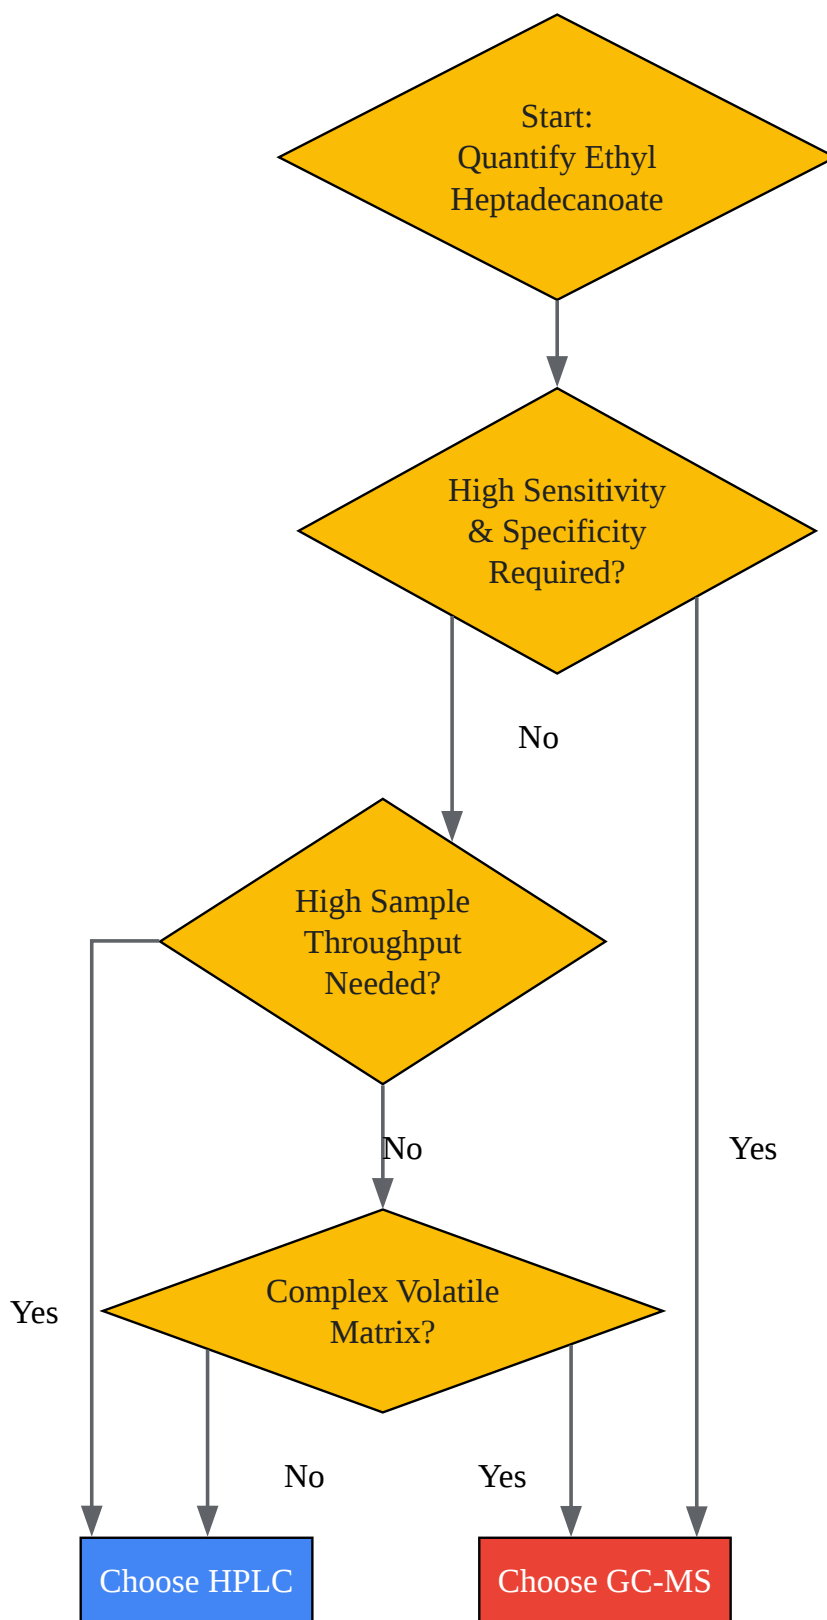 Start:
Quantify Ethyl
Heptadecanoate
High Sensitivity
& Specificity
Required?
No
High Sample
Throughput
Needed?
No
Yes
Complex Volatile
Matrix?
Yes
No
Yes
Choose HPLC
Choose GC-MS